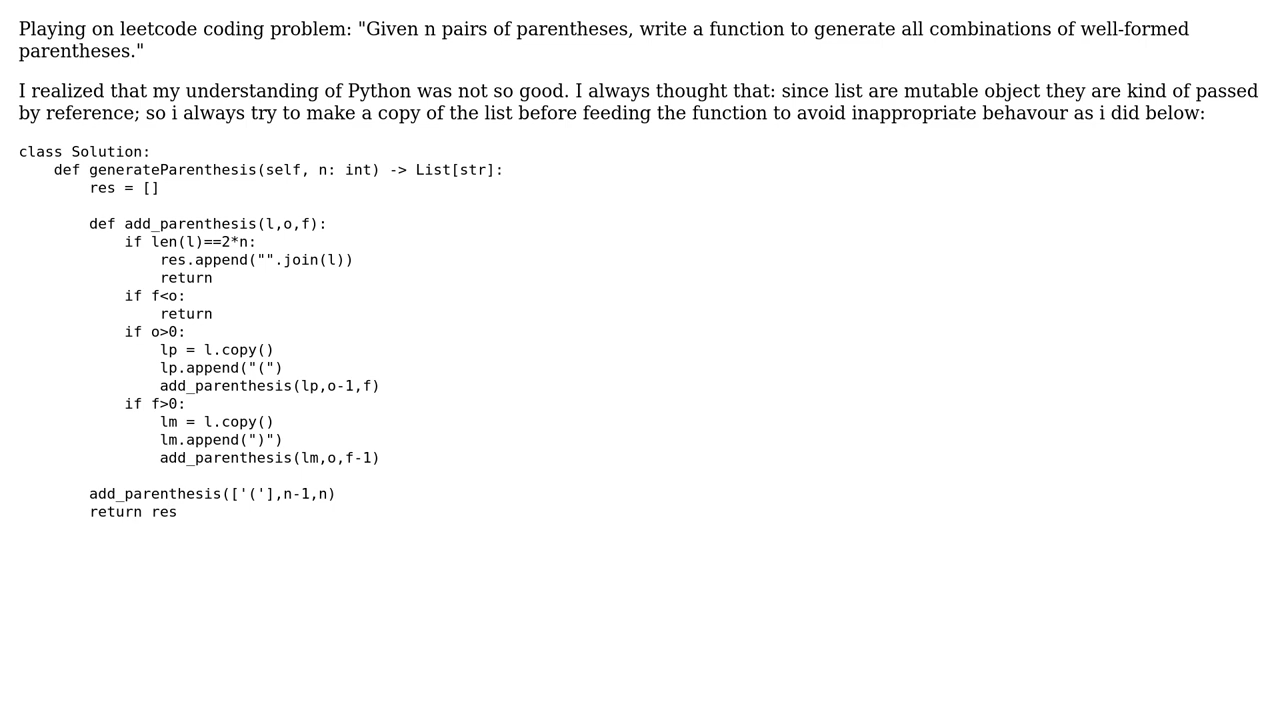 Playing on leetcode coding problem: "Given n pairs of parentheses, write a function to generate all combinations of well-formed
parentheses."
I realized that my understanding of Python was not so good. I always thought that: since list are mutable object they are kind of passed
by reference; so i always try to make a copy of the list before feeding the function to avoid inappropriate behavour as i did below:
class Solution:
    def generateParenthesis(self, n: int) -> List[str]:
        res = []

        def add_parenthesis(l,o,f):
            if len(l)==2*n:
                res.append("".join(l))
                return
            if f<o:
                return
            if o>0:
                lp = l.copy()
                lp.append("(")
                add_parenthesis(lp,o-1,f)
            if f>0:
                lm = l.copy()
                lm.append(")")
                add_parenthesis(lm,o,f-1)

        add_parenthesis(['('],n-1,n)
        return res